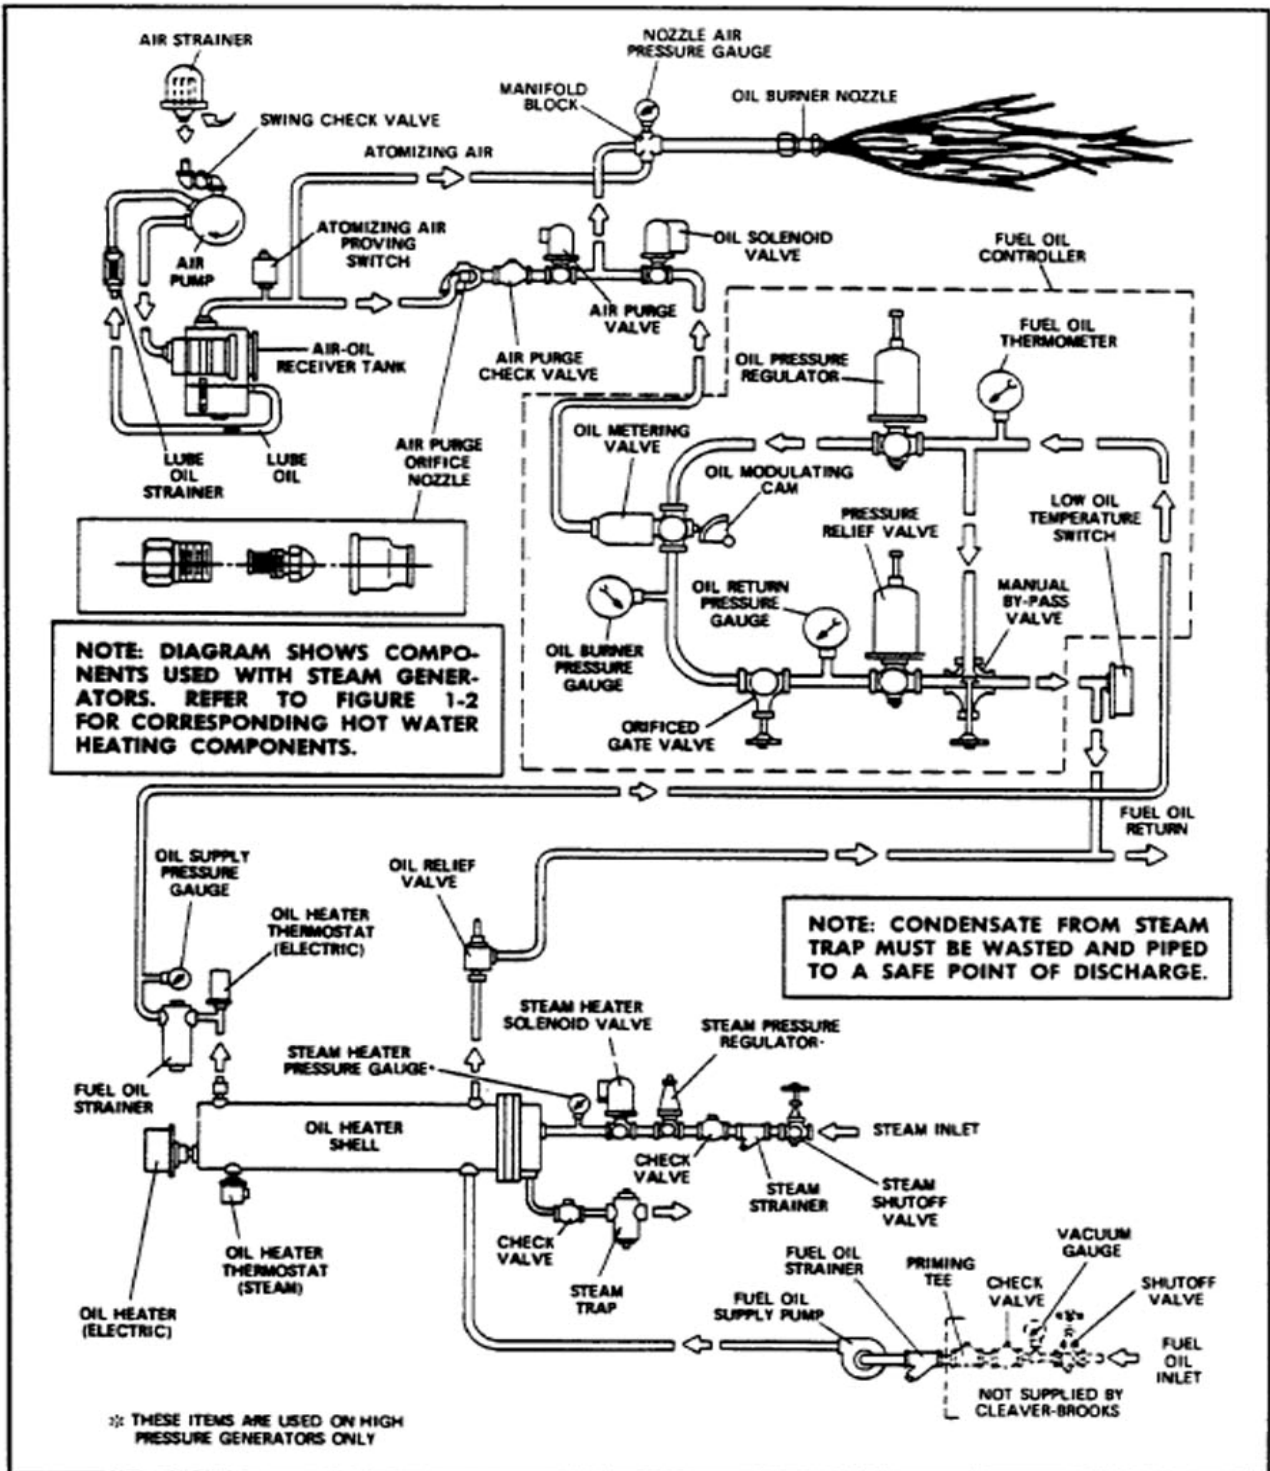 AIR STRAINER
NOZZLE AIR
PRESSURE GAUGE
MANIFOLD
BLOCK
OIL BURNER NOZZLE
SWING CHECK VALVE
ATOMIZING AIR
ATOMIZING AIR
PROVING
SWITCH
AIR
PUMP
OIL SOLENOID
VALVE
FUEL OIL
CONTROLLER
AIR PURGE
VALVE
AIR-OIL
RECEIVER TANK
AIR PURGE
CHECK VALVE
OIL PRESSURE
REGULATOR
FUEL OIL
THERMOMETER
LUBE
OIL
STRAINER
LUBE
OIL
AIR PURGE
ORIFICE
NOZZLE
OIL METERING
VALVE
OIL MODULATING
CAM
PRESSURE
RELIEF VALVE
LOW OIL
TEMPERATURE
SWITCH
OIL RETURN
PRESSURE
GAUGE
MANUAL
BY-PASS
VALVE
OIL BURNER
PRESSURE
GAUGE
ORIFICED
GATE VALVE
NOTE: DIAGRAM SHOWS COMPO-
NENTS USED WITH STEAM GENER-
ATORS. REFER TO FIGURE 1-2
FOR CORRESPONDING HOT WATER
HEATING COMPONENTS.
FUEL OIL
RETURN
OIL SUPPLY
PRESSURE
GAUGE
OIL RELIEF
VALVE
OIL HEATER
THERMOSTAT
(ELECTRIC)
NOTE: CONDENSATE FROM STEAM
TRAP MUST BE WASTED AND PIPED
TO A SAFE POINT OF DISCHARGE.
STEAM HEATER
SOLENOID VALVE
STEAM PRESSURE
REGULATOR*
STEAM HEATER
PRESSURE GAUGE*
FUEL OIL
STRAINER
OIL HEATER
SHELL
STEAM INLET
CHECK
VALVE
STEAM
STRAINER
STEAM
SHUTOFF
VALVE
CHECK
VALVE
STEAM
TRAP
OIL HEATER
THERMOSTAT
(STEAM)
OIL HEATER
(ELECTRIC)
FUEL OIL
SUPPLY PUMP
FUEL OIL
STRAINER
PRIMING
TEE
CHECK
VALVE
VACUUM
GAUGE
SHUTOFF
VALVE
FUEL
OIL
INLET
NOT SUPPLIED BY
CLEAVER-BROOKS
* THESE ITEMS ARE USED ON HIGH
PRESSURE GENERATORS ONLY